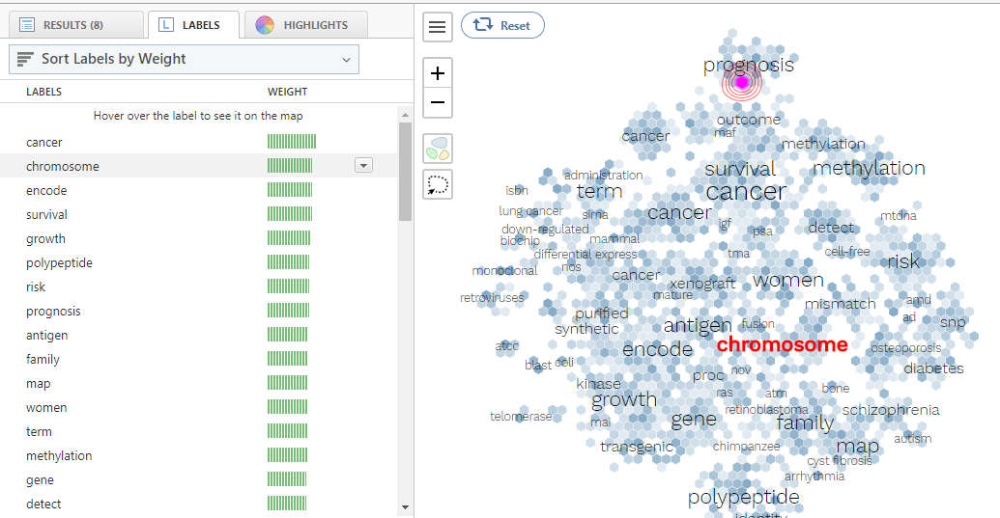 RESULTS (8)
LABELS
HIGHLIGHTS
Sort Labels by Weight
LABELS WEIGHT
Hover over the label to see it on the map
cancer
chromosome
encode
survival
growth
polypeptide
risk
prognosis
antigen
family
map
women
term
methylation
gene
detect
Reset
prognosis
outcome
cancer
maf
methylation
survival
methylation
administration
isbn
term
cancer
lung cancer
sirna
cancer
mtdna
down-regulated
igf
psa
detect
biochip
mammal
differential express
tma
cell-free
risk
monoclonal
nos
cancer
xenograft
women
retroviruses
mature
mismatch
amd
purified
ad
synthetic
antigen
fusion
snp
atcc
encode
chromosome
osteoporosis
blast
coli
proc
nov
diabetes
kinase
ras
atm
bone
growth
retinoblastoma
schizophrenia
telomerase
rnai
gene
family
autism
transgenic
chimpanzee
map
cyst fibrosis
arrhythmia
polypeptide
identity